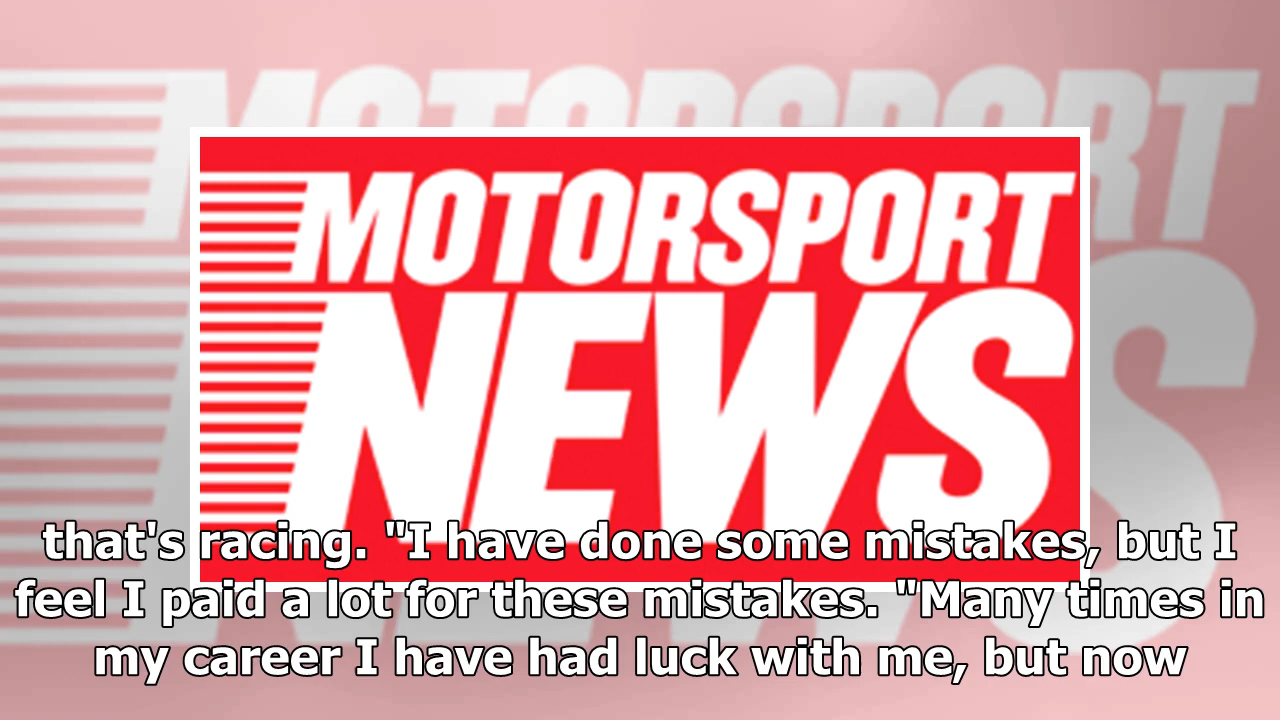 MOTORSPORT
NEWS
that's racing. "I have done some mistakes, but I
feel I paid a lot for these mistakes. "Many times in
my career I have had luck with me, but now